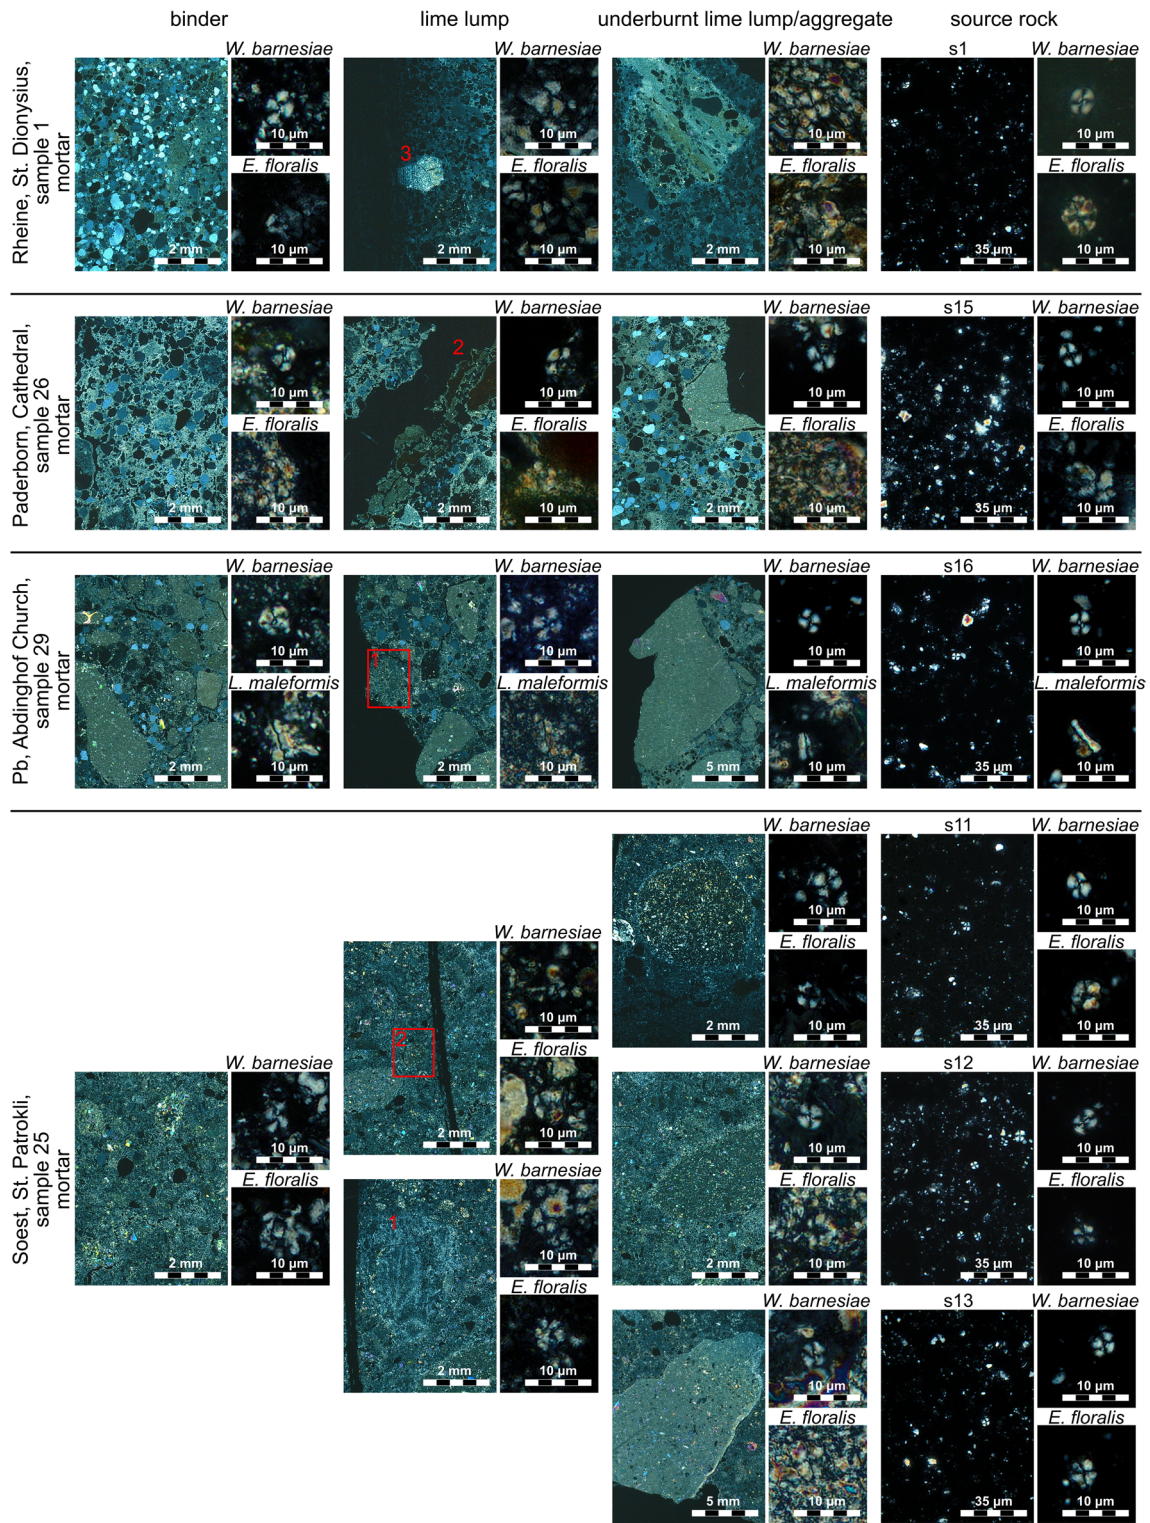 binder
lime lump
underburnt lime lump/aggregate
source rock
Rheine, St. Dionysius,
sample 1
mortar
W. barnesiae
W. barnesiae
W. barnesiae
s1
W. barnesiae
10 µm
10 µm
10 µm
10 µm
3
E. floralis
E. floralis
E. floralis
E. floralis
2 mm
10 µm
2 mm
10 µm
2 mm
10 µm
35 µm
10 µm
Paderborn, Cathedral,
sample 26
mortar
W. barnesiae
W. barnesiae
W. barnesiae
s15
W. barnesiae
2
10 µm
10 µm
10 µm
10 µm
E. floralis
E. floralis
E. floralis
E. floralis
2 mm
10 µm
2 mm
10 µm
2 mm
10 µm
35 µm
10 µm
Pb, Abdinghof Church,
sample 29
mortar
W. barnesiae
W. barnesiae
W. barnesiae
s16
W. barnesiae
10 µm
1
10 µm
10 µm
10 µm
L. maleformis
L. maleformis
L. maleformis
L. maleformis
2 mm
10 µm
2 mm
10 µm
5 mm
10 µm
35 µm
10 µm
Soest, St. Patrokli,
sample 25
mortar
W. barnesiae
s11
W. barnesiae
10 µm
10 µm
E. floralis
E. floralis
2 mm
10 µm
35 µm
10 µm
W. barnesiae
2
10 µm
E. floralis
2 mm
10 µm
W. barnesiae
10 µm
E. floralis
2 mm
10 µm
W. barnesiae
s12
W. barnesiae
10 µm
10 µm
E. floralis
E. floralis
2 mm
10 µm
35 µm
10 µm
W. barnesiae
1
10 µm
E. floralis
2 mm
10 µm
W. barnesiae
s13
W. barnesiae
10 µm
10 µm
E. floralis
E. floralis
5 mm
10 µm
35 µm
10 µm